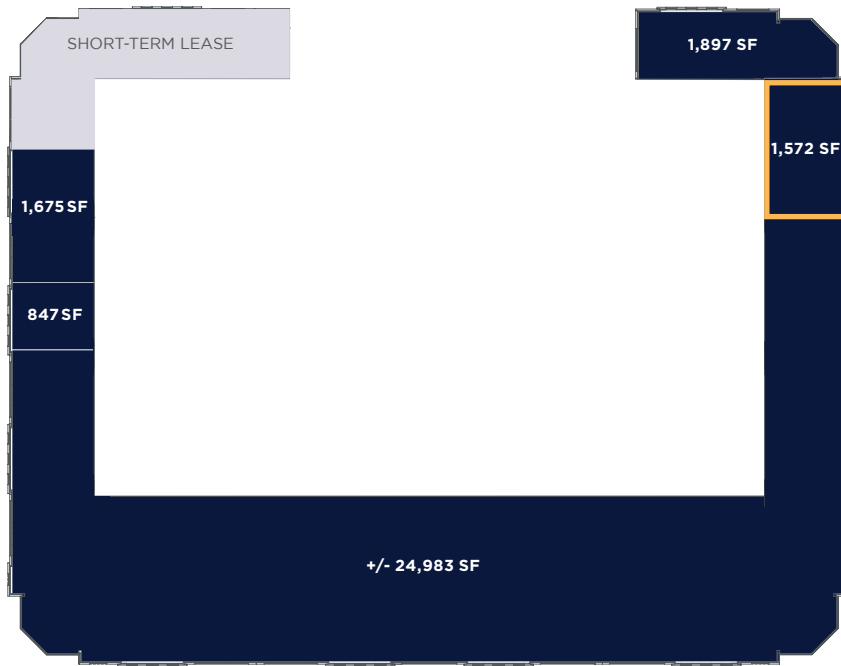 SHORT-TERM LEASE
1,897 SF
1,572 SF
1,675 SF
847 SF
+/- 24,983 SF